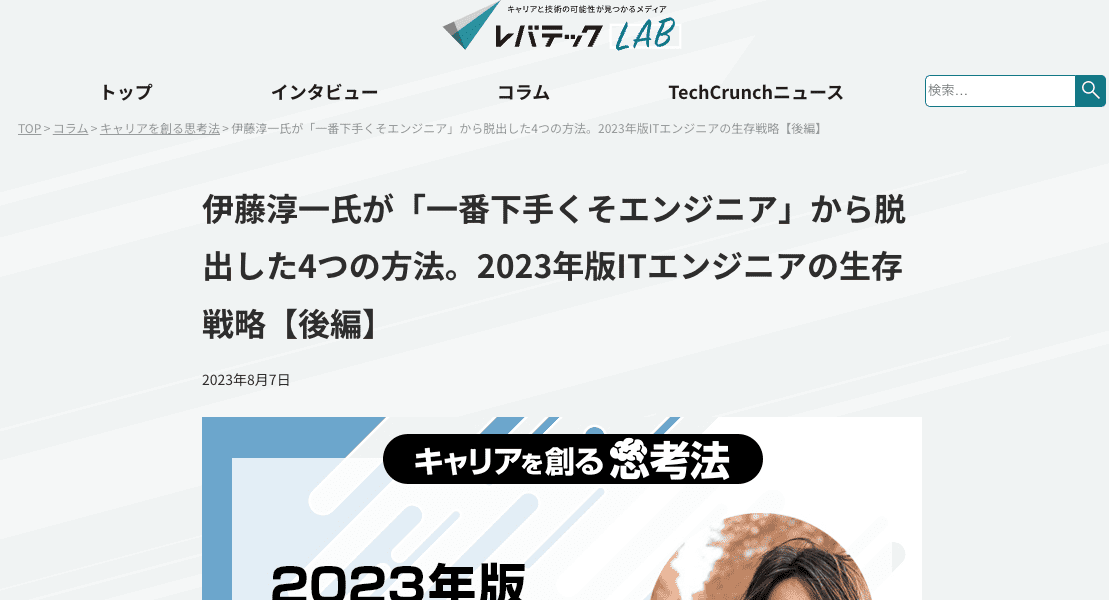 キャリアと技術の可能性が見つかるメディア
レバテック LAB
トップ インタビュー コラム TechCrunchニュース 検索…
TOP > コラム > キャリアを創る思考法 > 伊藤淳一氏が「一番下手くそエンジニア」から脱出した4つの方法。2023年版ITエンジニアの生存戦略【後編】
伊藤淳一氏が「一番下手くそエンジニア」から脱
出した4つの方法。2023年版ITエンジニアの生存
戦略【後編】
2023年8月7日
キャリアを創る思考法
2023年版